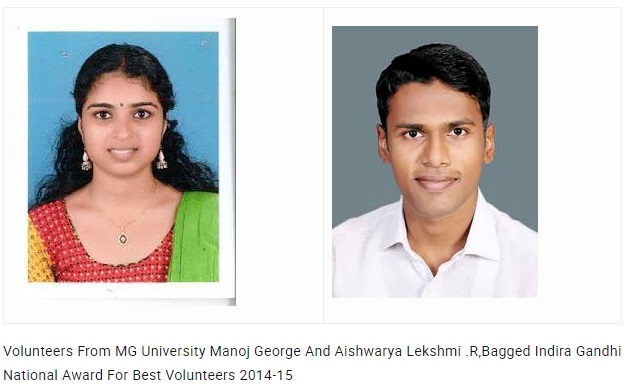 Volunteers From MG University Manoj George And Aishwarya Lekshmi .R,Bagged Indira Gandhi
National Award For Best Volunteers 2014-15